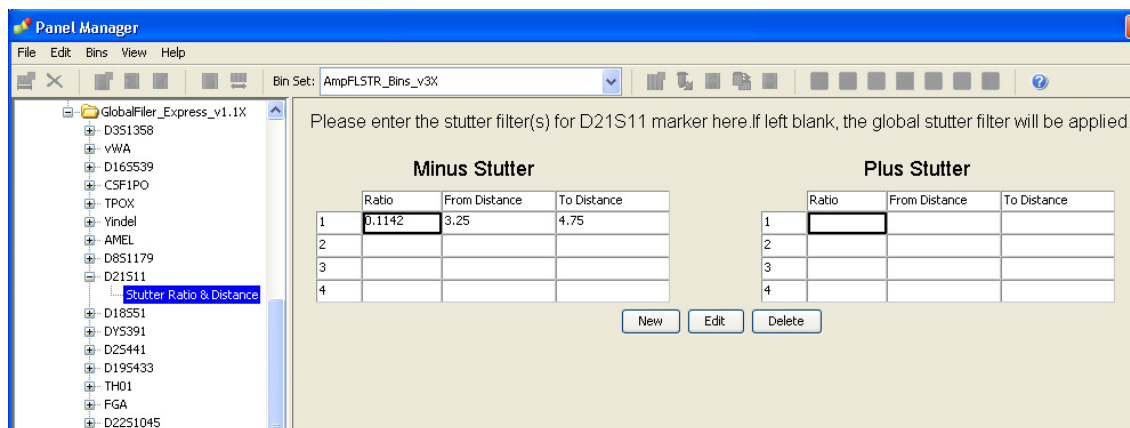 Panel Manager
File Edit Bins View Help
Bin Set: AmpFLSTR_Bins_v3X
GlobalFiler_Express_v1.1X
D3S1358
vWA
D16S539
CSF1PO
TPOX
Yindel
AMEL
D8S1179
D21S11
Stutter Ratio & Distance
D18S51
DYS391
D2S441
D19S433
TH01
FGA
D22S1045
Please enter the stutter filter(s) for D21S11 marker here.If left blank, the global stutter filter will be applied.
Minus Stutter
Ratio From Distance To Distance
1 0.1142 3.25 4.75
2
3
4
Plus Stutter
Ratio From Distance To Distance
1
2
3
4
New Edit Delete